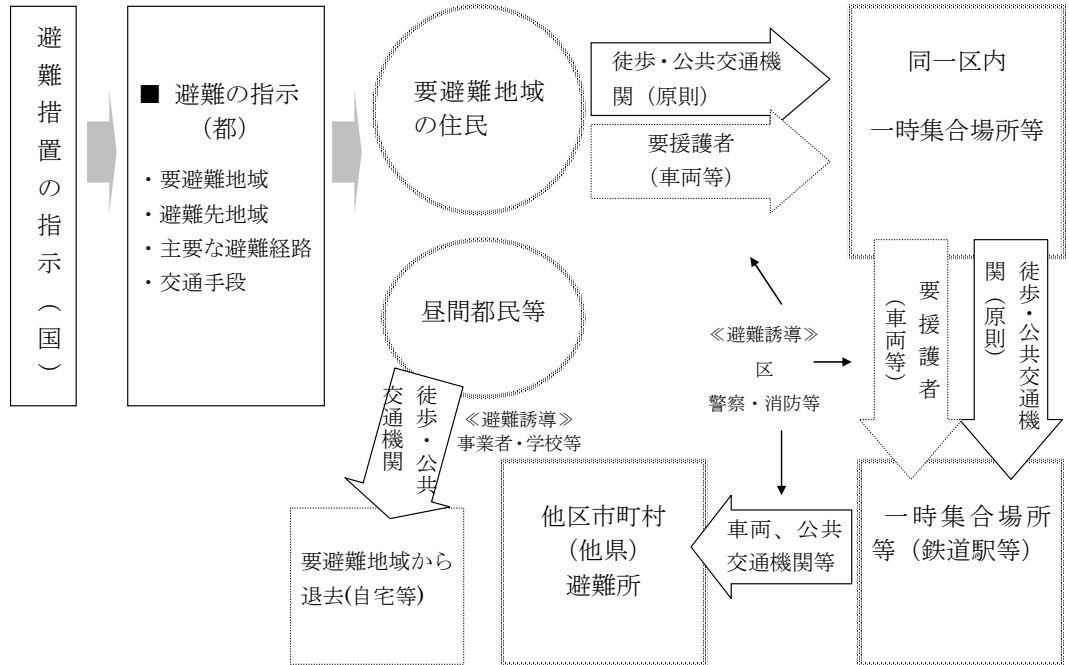 避難措置の指示（国）
■ 避難の指示
（都）
・要避難地域
・避難先地域
・主要な避難経路
・交通手段
要避難地域
の住民
徒歩・公共交通機
関（原則）
要援護者
（車両等）
同一区内
一時集合場所等
昼間都民等
徒歩・公共
交通機関
≪避難誘導≫
事業者・学校等
要避難地域から
退去(自宅等)
≪避難誘導≫
区
警察・消防等
要援護者
（車両等）
徒歩・公共交通機
関（原則）
一時集合場所
等（鉄道駅等）
車両、公共
交通機関等
他区市町村
（他県）
避難所